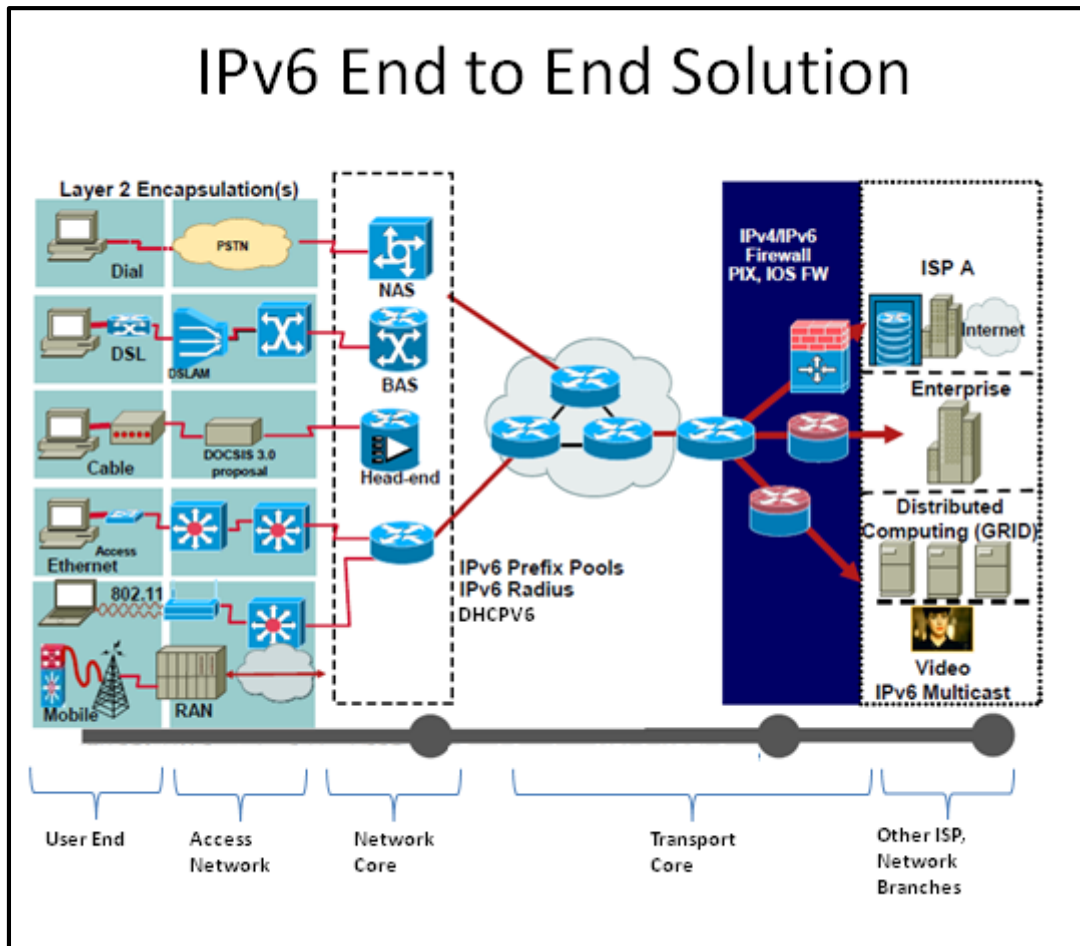 IPv6 End to End Solution
Layer 2 Encapsulation(s)
Dial
PSTN
NAS
DSL
DSLAM
BAS
Cable
DOCSIS 3.0
proposal
Head-end
Access
Ethernet
802.11
Mobile
RAN
IPv6 Prefix Pools
IPv6 Radius
DHCPV6
IPv4/IPv6
Firewall
PIX, IOS FW
ISP A
Internet
Enterprise
Distributed
Computing (GRID)
Video
IPv6 Multicast
User End
Access
Network
Network
Core
Transport
Core
Other ISP,
Network
Branches